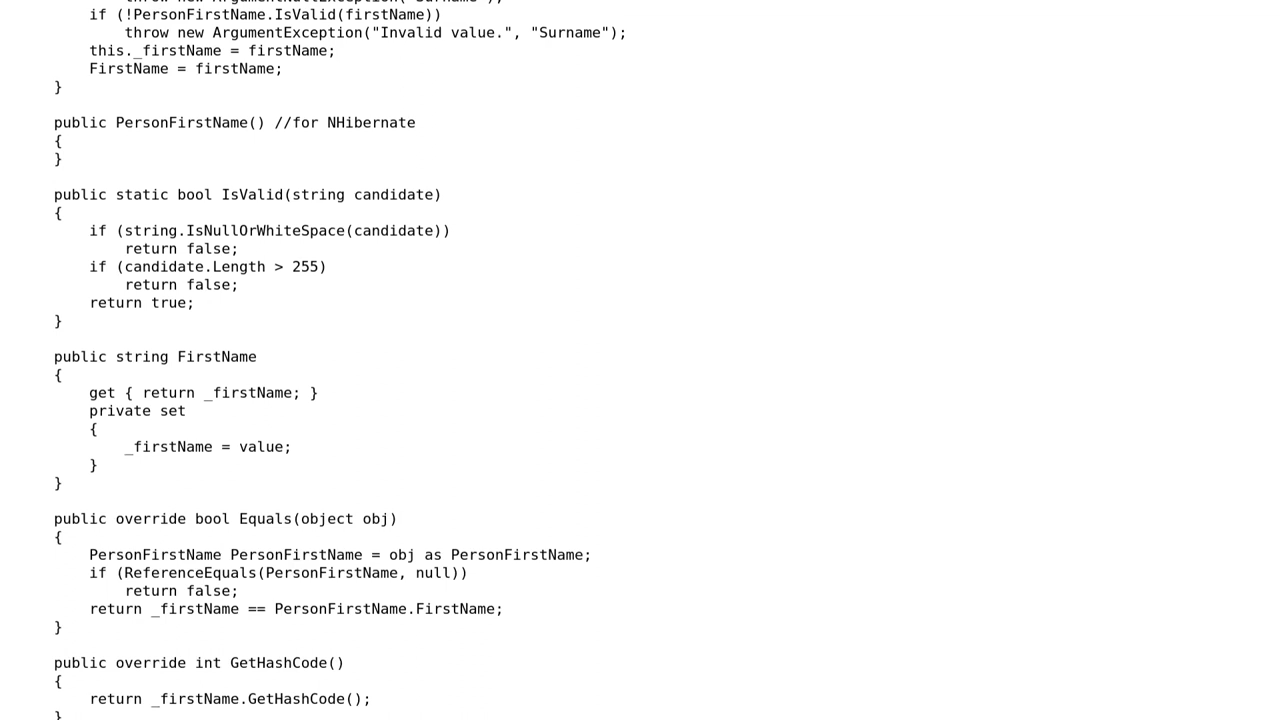 if (!PersonFirstName.IsValid(firstName))
throw new ArgumentException("Invalid value.", "Surname");
this._firstName = firstName;
FirstName = firstName;
}
public PersonFirstName() //for NHibernate
{
}
public static bool IsValid(string candidate)
{
if (string.IsNullOrWhiteSpace(candidate))
return false;
if (candidate.Length > 255)
return false;
return true;
}
public string FirstName
{
get { return _firstName; }
private set
{
_firstName = value;
}
}
public override bool Equals(object obj)
{
PersonFirstName PersonFirstName = obj as PersonFirstName;
if (ReferenceEquals(PersonFirstName, null))
return false;
return _firstName == PersonFirstName.FirstName;
}
public override int GetHashCode()
{
return _firstName.GetHashCode();
}